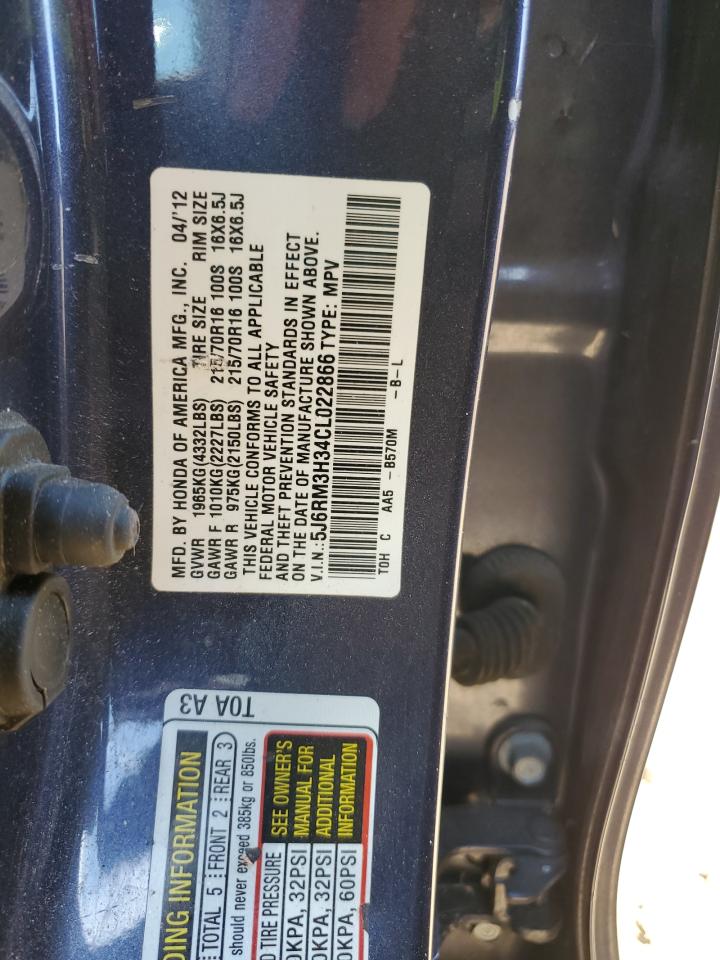 MFD. BY HONDA OF AMERICA MFG., INC. 04/'12
GVWR 1965KG(4332LBS) TIRE SIZE RIM SIZE
GAWR F 1010KG(2227LBS) 215/70R16 100S 16X6.5J
GAWR R 975KG(2150LBS) 215/70R16 100S 16X6.5J
THIS VEHICLE CONFORMS TO ALL APPLICABLE
FEDERAL MOTOR VEHICLE SAFETY
AND THEFT PREVENTION STANDARDS IN EFFECT
ON THE DATE OF MANUFACTURE SHOWN ABOVE.
V.I.N.:5J6RM3H34CL022866 TYPE: MPV
TOH C AA5 -B570M -B-L
T0A A3
DING INFORMATION
TOTAL 5 FRONT 2 REAR 3
should never exceed 385kg or 850lbs.
D TIRE PRESSURE
0KPA, 32PSI
0KPA, 32PSI
0KPA, 60PSI
SEE OWNER'S
MANUAL FOR
ADDITIONAL
INFORMATION